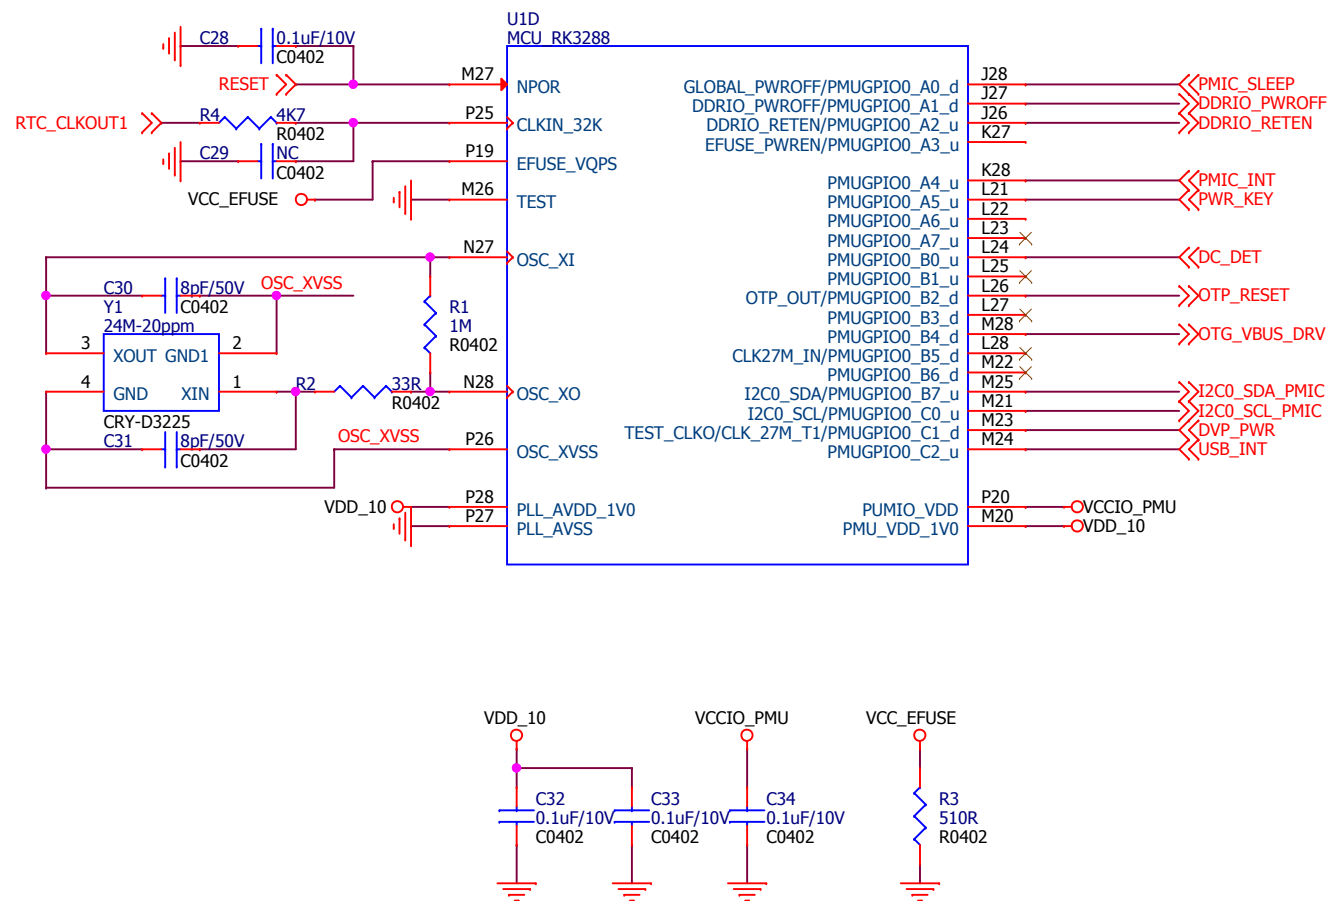 U1D
MCU_RK3288
C28 0.1uF/10V
C0402
RESET
M27 NPOR
RTC_CLKOUT1
R4 4K7
R0402
P25 CLKIN_32K
C29 NC
C0402
P19 EFUSE_VQPS
VCC_EFUSE
M26 TEST
N27 OSC_XI
C30 8pF/50V
C0402
OSC_XVSS
Y1
24M-20ppm
3 XOUT GND1 2
4 GND XIN 1
CRY-D3225
R1
1M
R0402
R2 33R
R0402
N28 OSC_XO
C31 8pF/50V
C0402
OSC_XVSS
P26 OSC_XVSS
VDD_10
P28 PLL_AVDD_1V0
P27 PLL_AVSS
GLOBAL_PWROFF/PMUGPIO0_A0_d J28 PMIC_SLEEP
DDRIO_PWROFF/PMUGPIO0_A1_d J27 DDRIO_PWROFF
DDRIO_RETEN/PMUGPIO0_A2_u J26 DDRIO_RETEN
EFUSE_PWREN/PMUGPIO0_A3_u K27
PMUGPIO0_A4_u K28 PMIC_INT
PMUGPIO0_A5_u L21 PWR_KEY
PMUGPIO0_A6_u L22
PMUGPIO0_A7_u L23
PMUGPIO0_B0_u L24 DC_DET
PMUGPIO0_B1_u L25
OTP_OUT/PMUGPIO0_B2_d L26 OTP_RESET
PMUGPIO0_B3_d L27
PMUGPIO0_B4_d M28 OTG_VBUS_DRV
CLK27M_IN/PMUGPIO0_B5_d L28
PMUGPIO0_B6_d M22
I2C0_SDA/PMUGPIO0_B7_u M25 I2C0_SDA_PMIC
I2C0_SCL/PMUGPIO0_C0_u M21 I2C0_SCL_PMIC
TEST_CLKO/CLK_27M_T1/PMUGPIO0_C1_d M23 DVP_PWR
PMUGPIO0_C2_u M24 USB_INT
PUMIO_VDD P20 VCCIO_PMU
PMU_VDD_1V0 M20 VDD_10
VDD_10
C32
0.1uF/10V
C0402
C33
0.1uF/10V
C0402
VCCIO_PMU
C34
0.1uF/10V
C0402
VCC_EFUSE
R3
510R
R0402